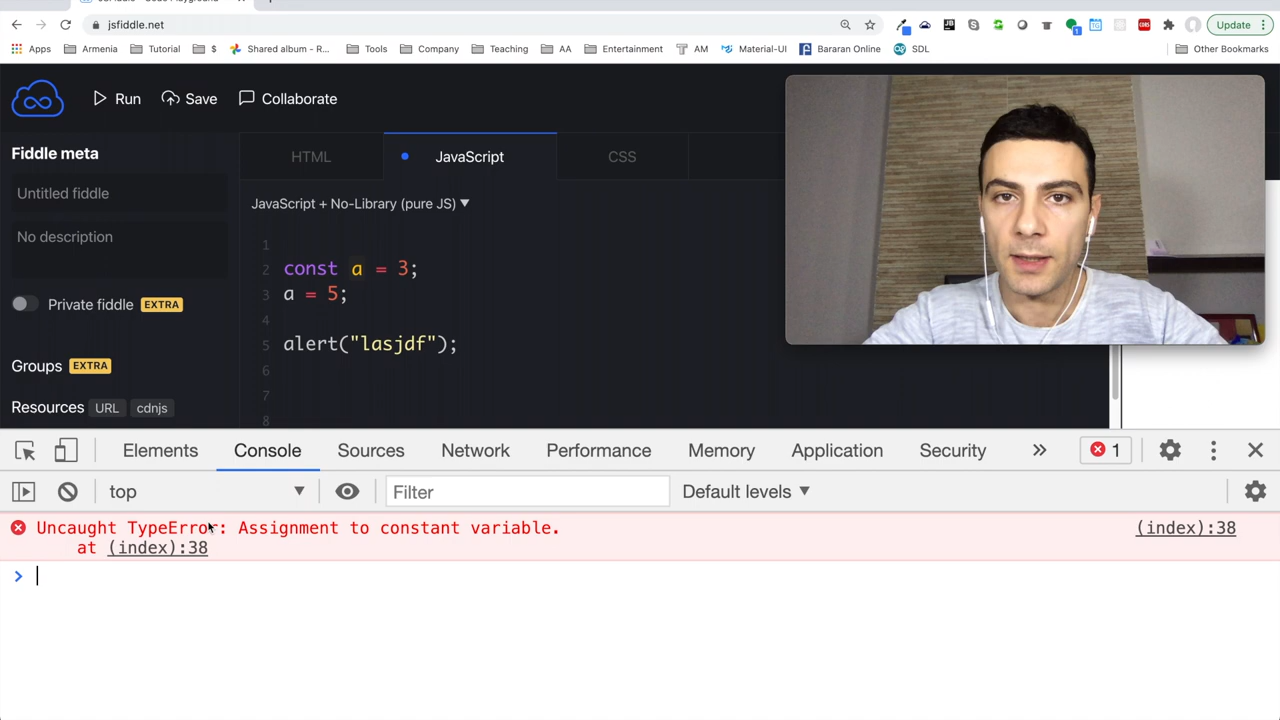 jsfiddle.net
Update
Apps
Armenia
Tutorial
$
Shared album - R...
Tools
Company
Teaching
AA
Entertainment
AM
Material-UI
Bararan Online
SDL
Other Bookmarks
Run
Save
Collaborate
Fiddle meta
Untitled fiddle
No description
Private fiddle EXTRA
Groups EXTRA
Resources URL cdnjs
HTML
JavaScript
CSS
JavaScript + No-Library (pure JS)
1
2 const a = 3;
3 a = 5;
4
5 alert("lasjdf");
6
7
8
Elements
Console
Sources
Network
Performance
Memory
Application
Security
1
top
Filter
Default levels
Uncaught TypeError: Assignment to constant variable.
(index):38
at (index):38